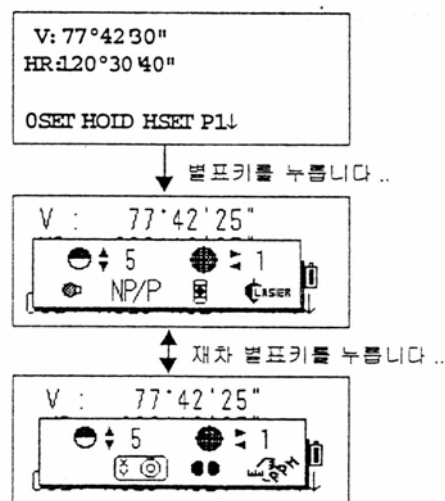 V: 77°42'30"
HR:120°30'40"
0SET HOLD HSET P1↓
별표키를 누릅니다..
V : 77°42'25"
5 1
NP/P LASER
재차 별표키를 누릅니다..
V : 77°42'25"
5 1
PPM